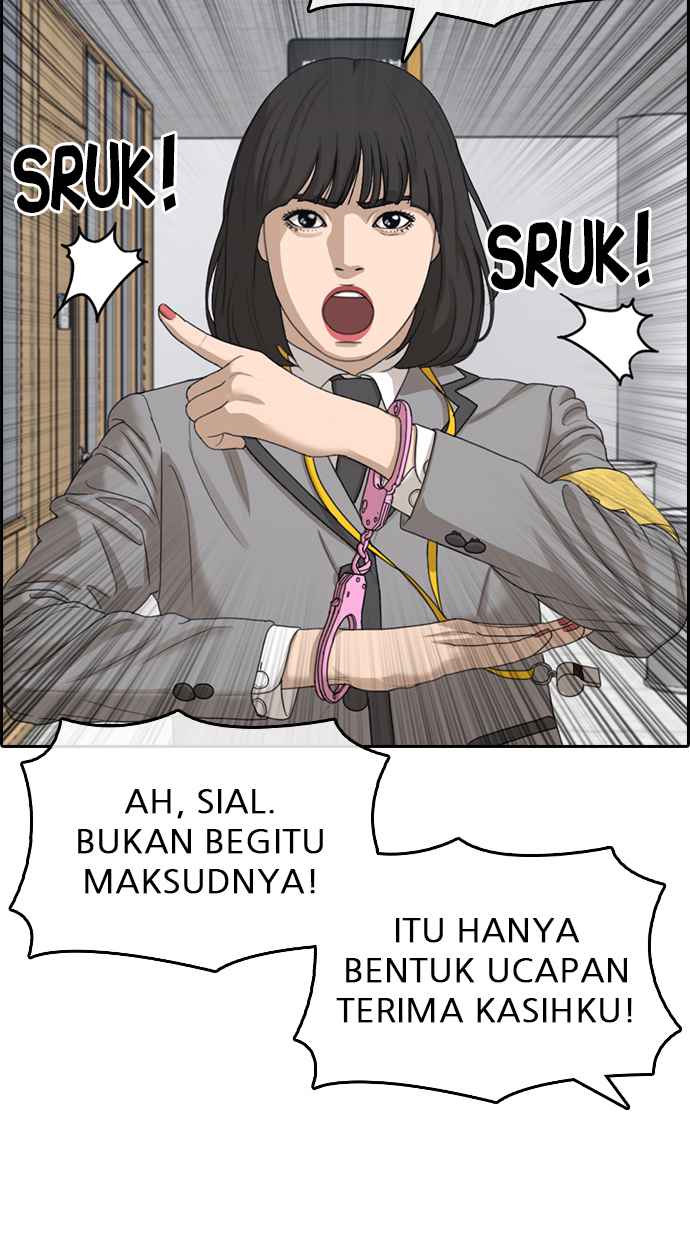 SRUK!
SRUK!
AH, SIAL.
BUKAN BEGITU
MAKSUDNYA!
ITU HANYA
BENTUK UCAPAN
TERIMA KASIHKU!